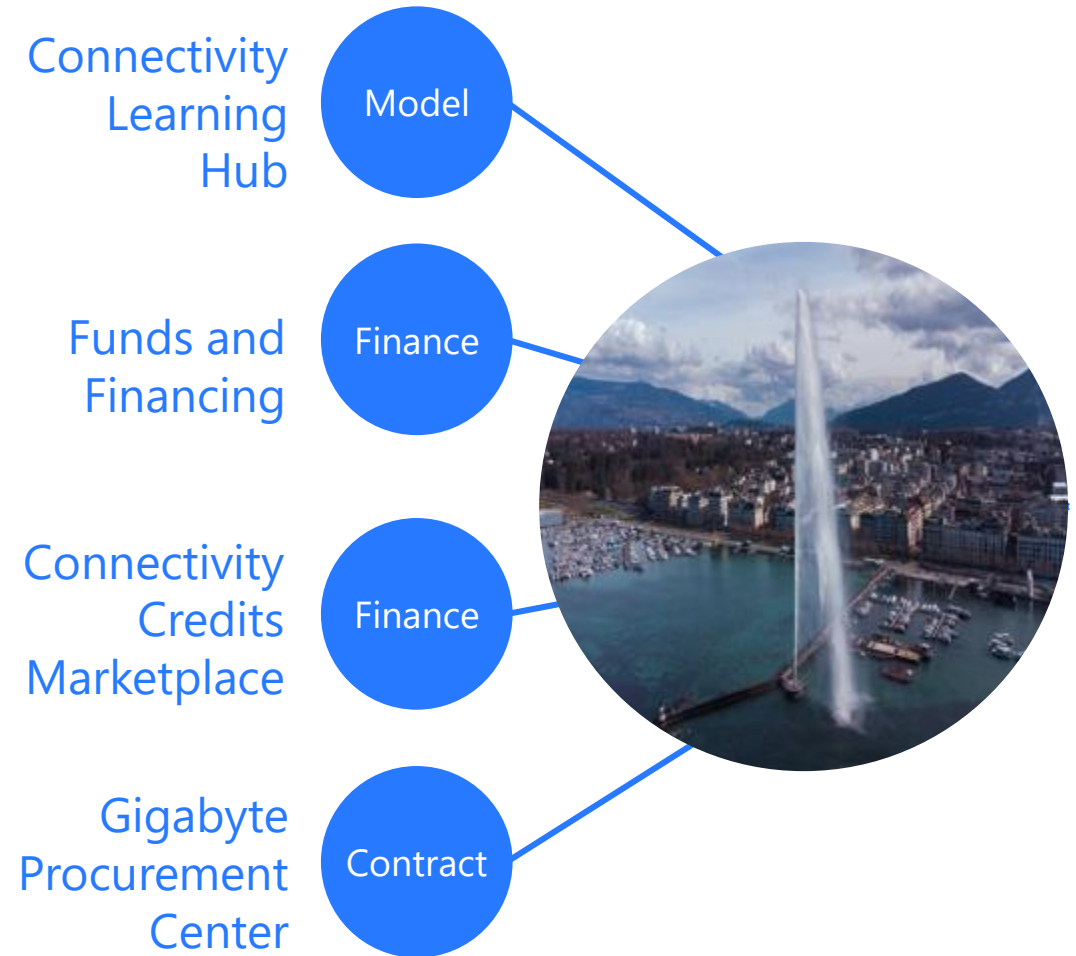 Connectivity
Learning
Hub
Model
Funds and
Financing
Finance
Connectivity
Credits
Marketplace
Finance
Gigabyte
Procurement
Center
Contract